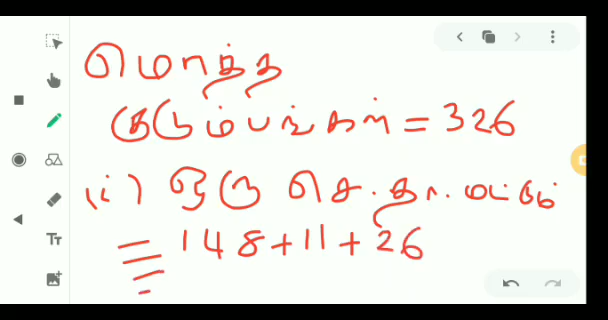 மொத்த
குடும்பங்கள் = 326
(i) ஒரு செ.தா. மட்டும்
= 148+11+26